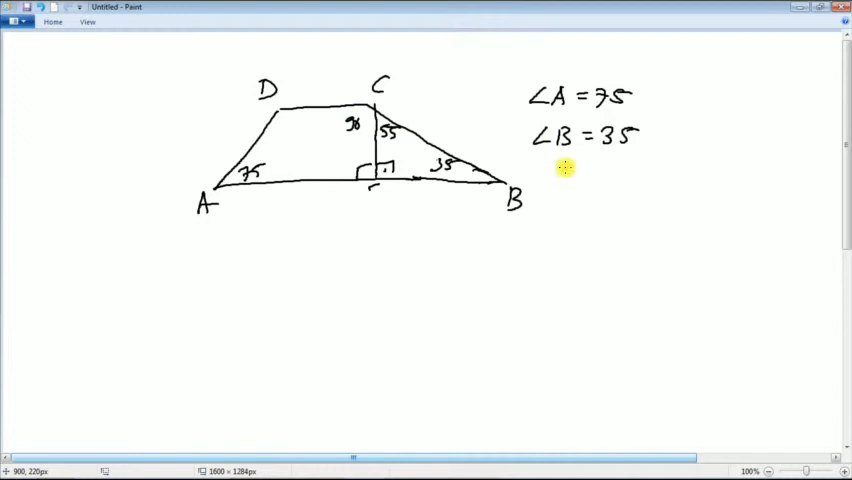 Untitled - Paint
Home View
D C
∠A = 75
90 55
∠B = 35
75 35
A B
900, 220px 1600 × 1284px 100%